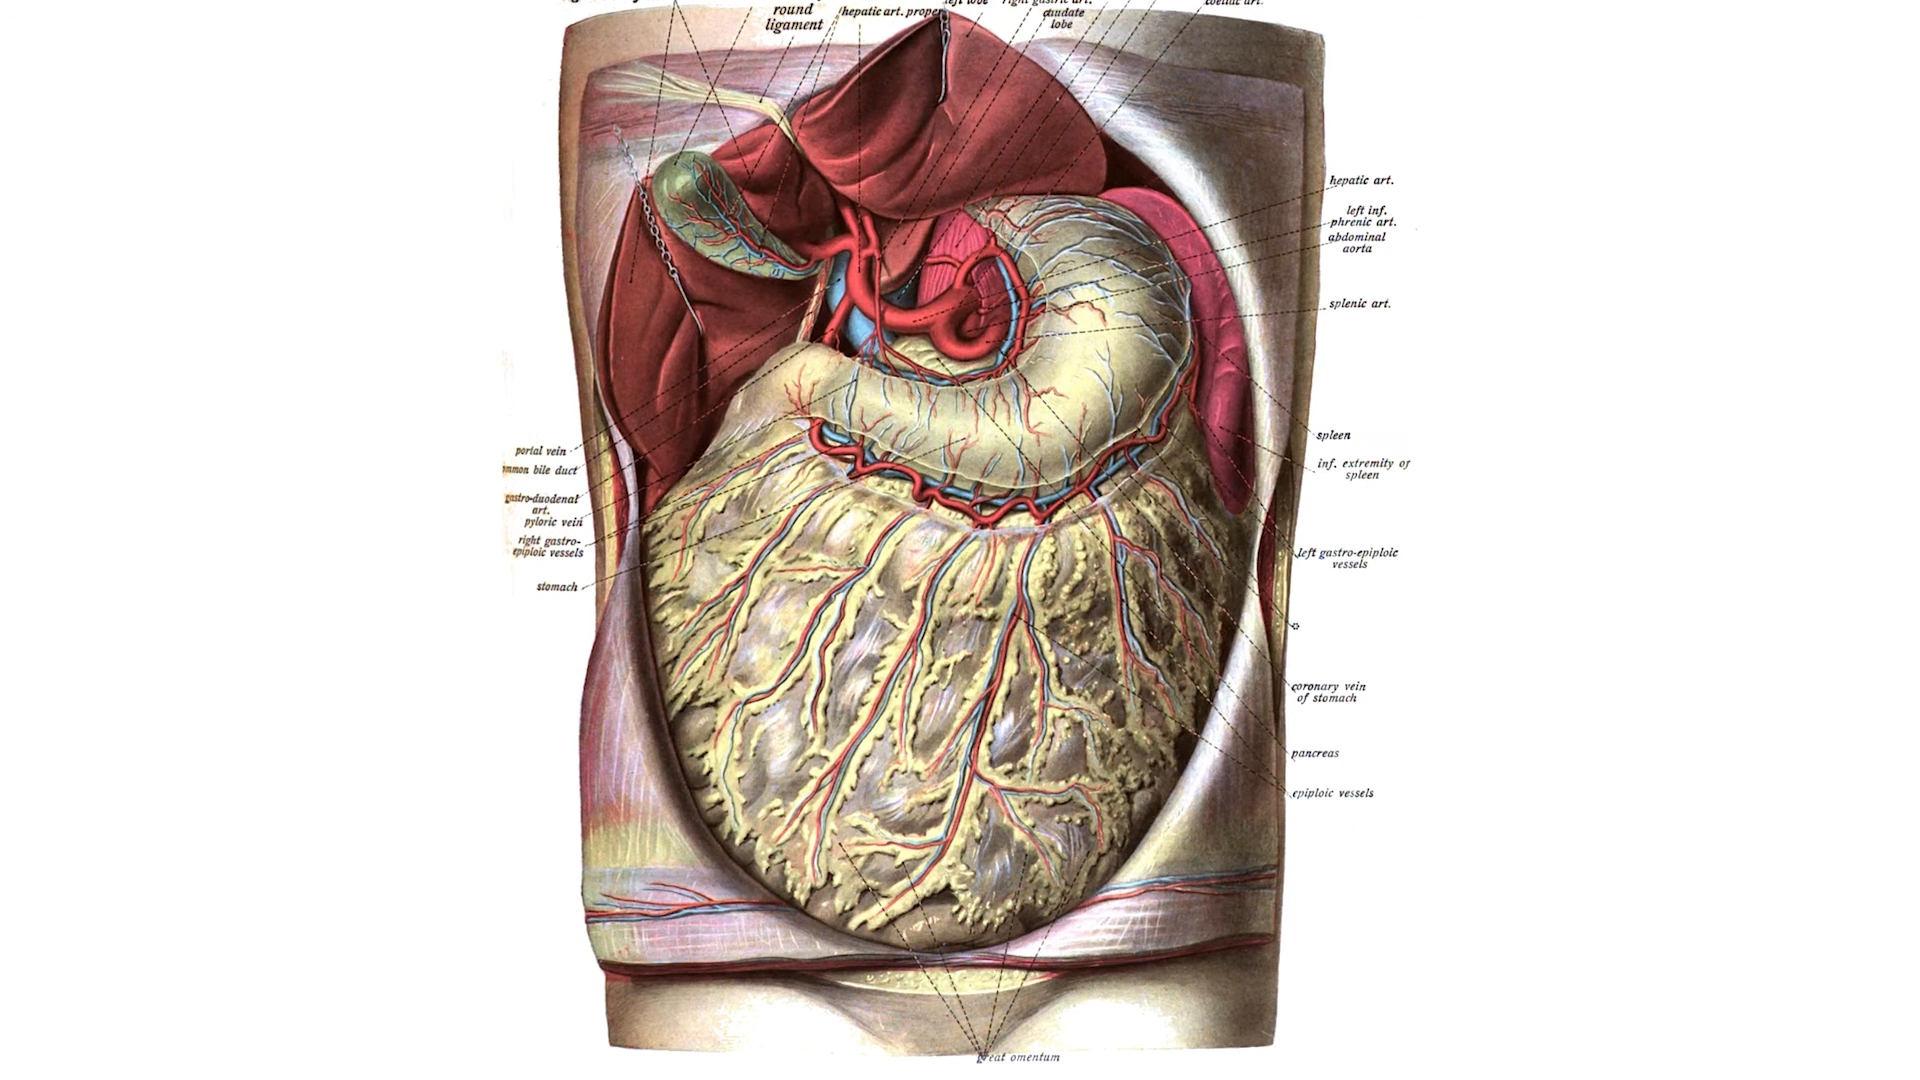 round
ligament
hepatic art. proper
left lobe
right gastric art.
caudate
lobe
coeliac art.
hepatic art.
left inf.
phrenic art.
abdominal
aorta
splenic art.
portal vein
mmon bile duct
gastro-duodenal
art.
pyloric vein
right gastro-
epiploic vessels
stomach
spleen
inf. extremity of
spleen
left gastro-epiploic
vessels
*
coronary vein
of stomach
pancreas
epiploic vessels
great omentum